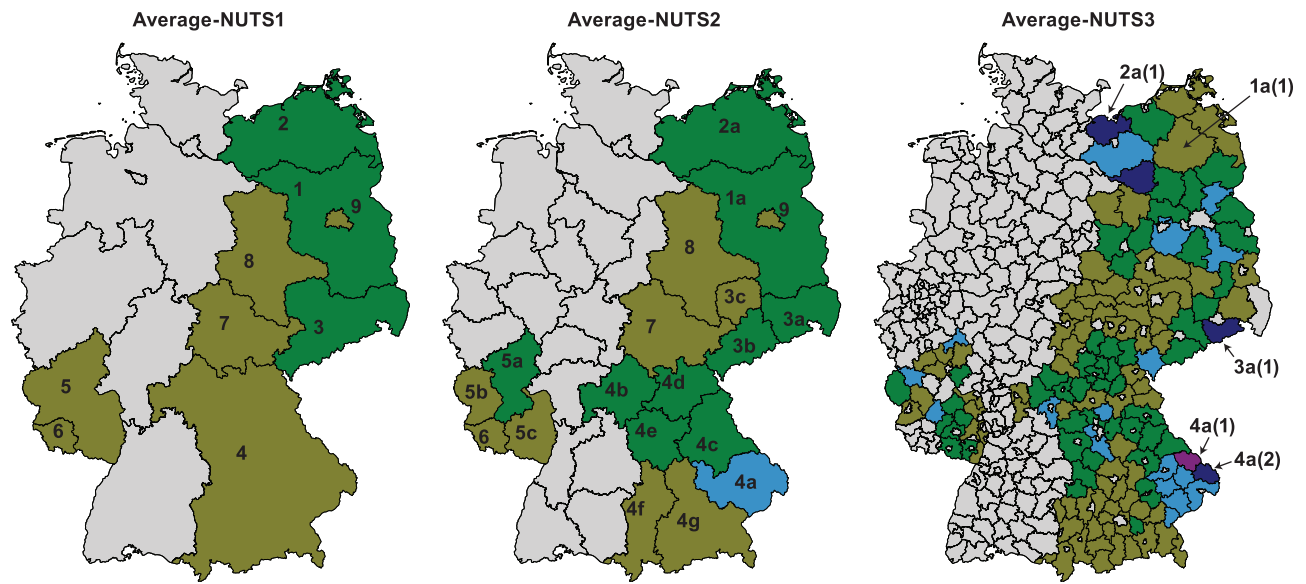 Average-NUTS1
Average-NUTS2
Average-NUTS3
2
1
9
8
7
3
5
6
4
2a
1a
9
8
3c
7
3a
3b
5a
5b
5c
6
4b
4d
4e
4c
4a
4f
4g
2a(1)
1a(1)
3a(1)
4a(1)
4a(2)